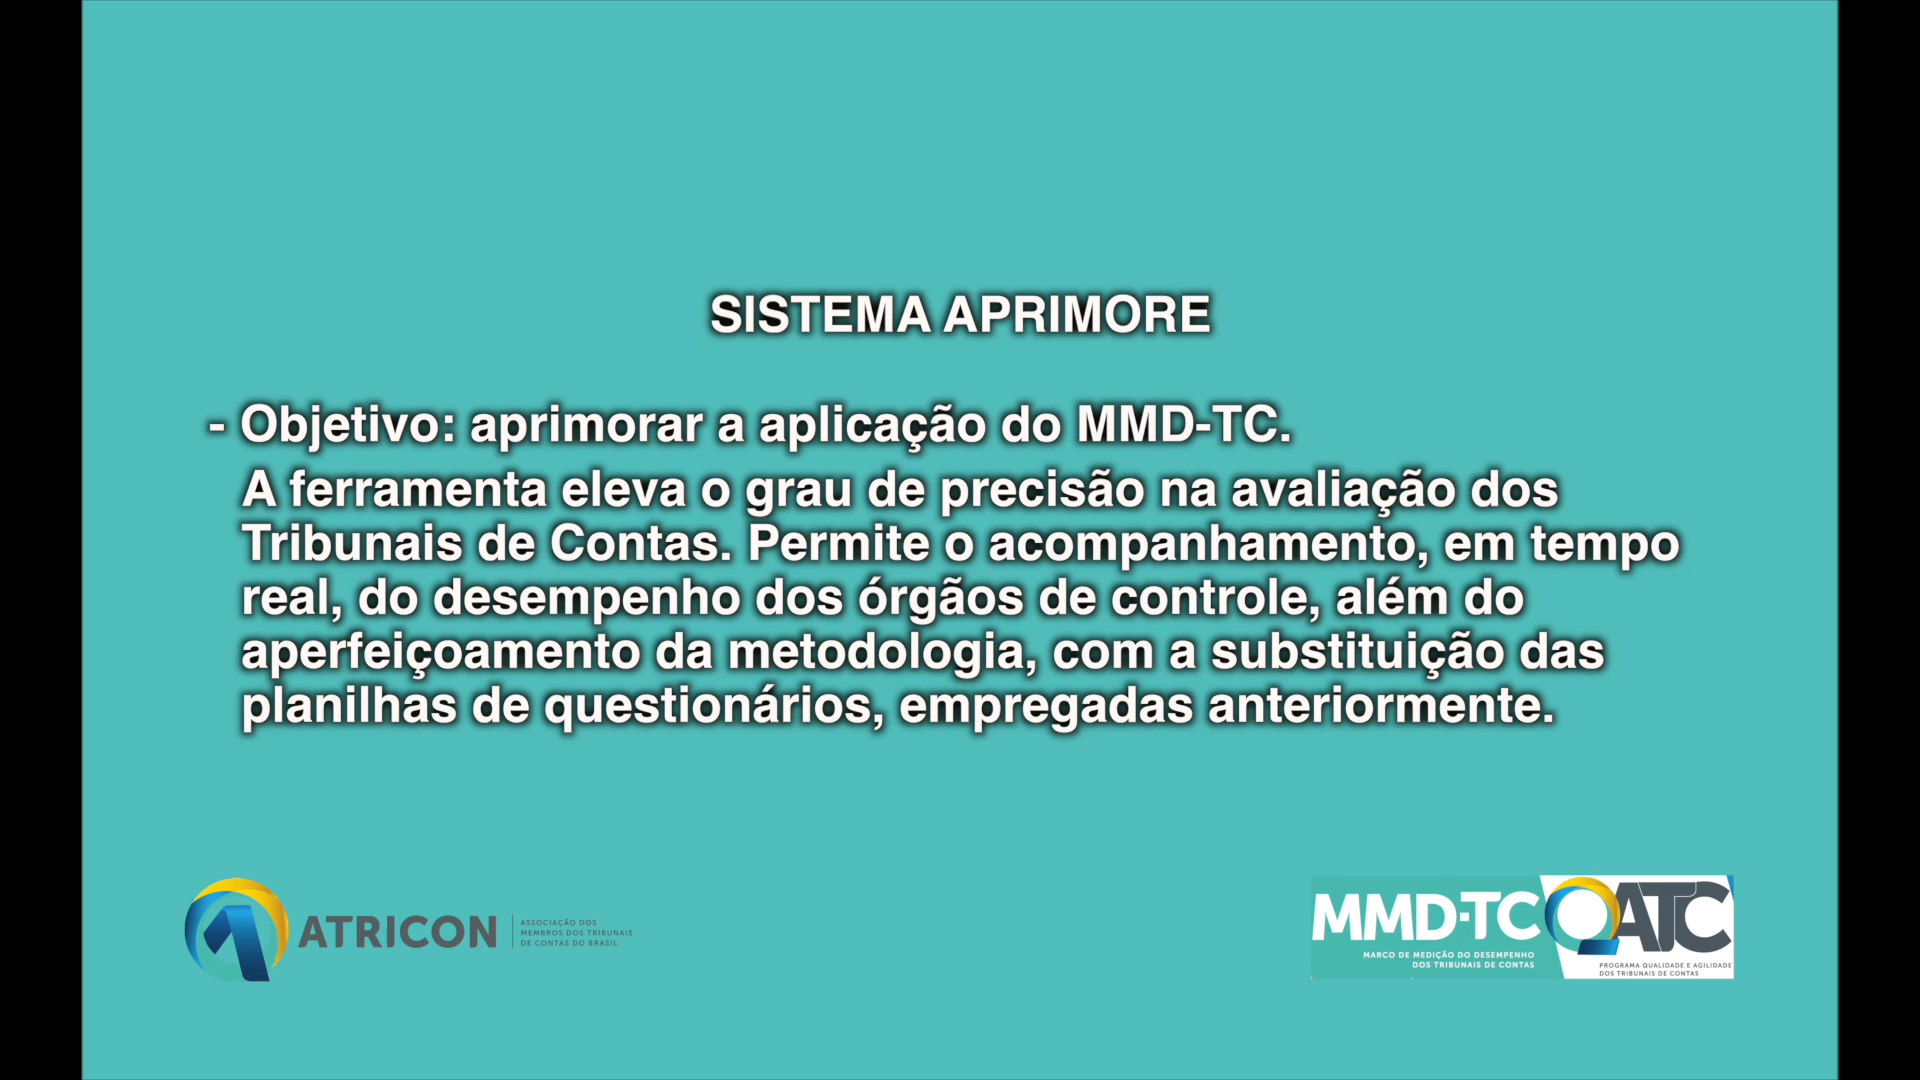 SISTEMA APRIMORE
- Objetivo: aprimorar a aplicação do MMD-TC.
A ferramenta eleva o grau de precisão na avaliação dos
Tribunais de Contas. Permite o acompanhamento, em tempo
real, do desempenho dos órgãos de controle, além do
aperfeiçoamento da metodologia, com a substituição das
planilhas de questionários, empregadas anteriormente.
ATRICON
ASSOCIAÇÃO DOS
MEMBROS DOS TRIBUNAIS
DE CONTAS DO BRASIL
MMD-TC
MARCO DE MEDIÇÃO DO DESEMPENHO
DOS TRIBUNAIS DE CONTAS
QATC
PROGRAMA QUALIDADE E AGILIDADE
DOS TRIBUNAIS DE CONTAS